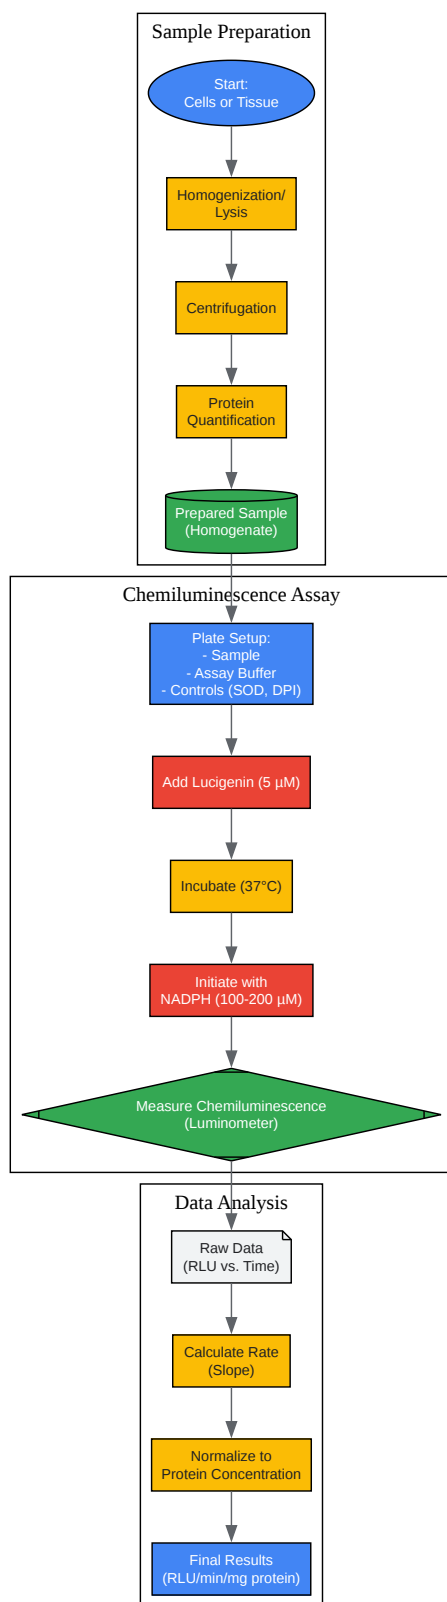 Sample Preparation
Start:
Cells or Tissue
Homogenization/
Lysis
Centrifugation
Protein
Quantification
Prepared Sample
(Homogenate)
Chemiluminescence Assay
Plate Setup:
- Sample
- Assay Buffer
- Controls (SOD, DPI)
Add Lucigenin (5 µM)
Incubate (37°C)
Initiate with
NADPH (100-200 µM)
Measure Chemiluminescence
(Luminometer)
Data Analysis
Raw Data
(RLU vs. Time)
Calculate Rate
(Slope)
Normalize to
Protein Concentration
Final Results
(RLU/min/mg protein)